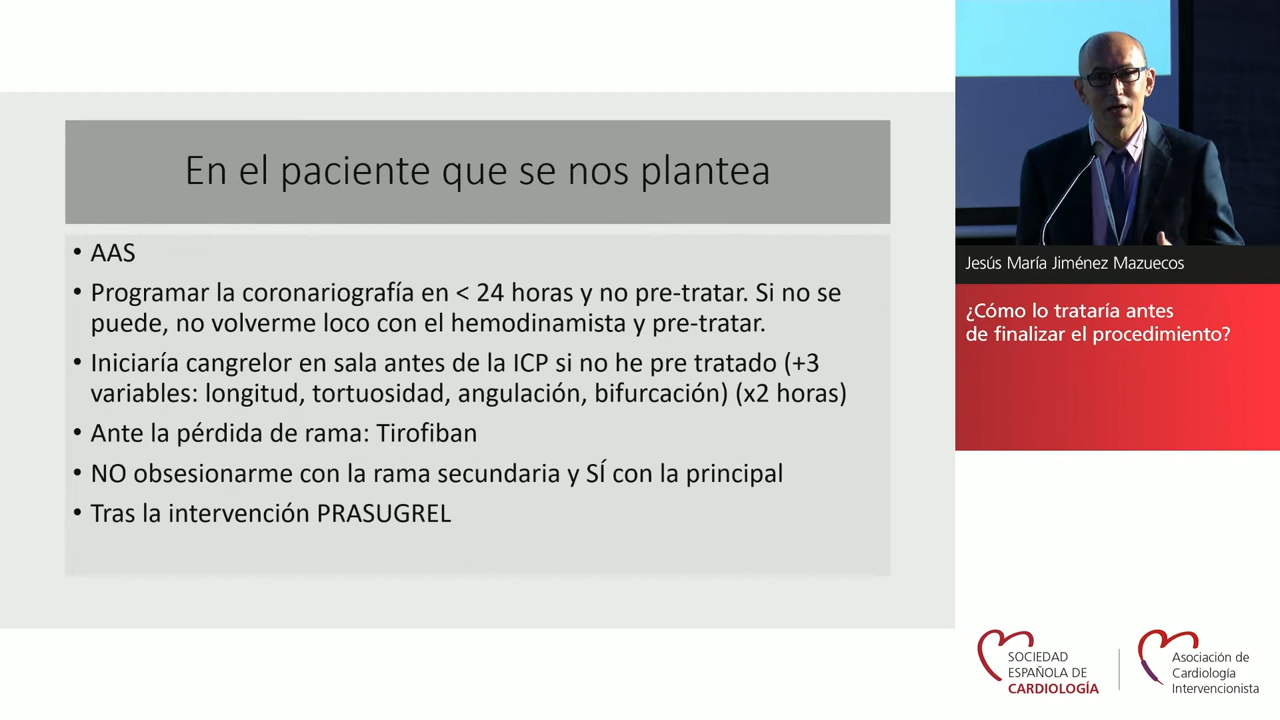 En el paciente que se nos plantea
• AAS
• Programar la coronariografía en < 24 horas y no pre-tratar. Si no se
puede, no volverme loco con el hemodinamista y pre-tratar.
• Iniciaría cangrelor en sala antes de la ICP si no he pre tratado (+3
variables: longitud, tortuosidad, angulación, bifurcación) (x2 horas)
• Ante la pérdida de rama: Tirofiban
• NO obsesionarme con la rama secundaria y SÍ con la principal
• Tras la intervención PRASUGREL
Jesús María Jiménez Mazuecos
¿Cómo lo trataría antes
de finalizar el procedimiento?
SOCIEDAD
ESPAÑOLA DE
CARDIOLOGÍA
Asociación de
Cardiología
Intervencionista